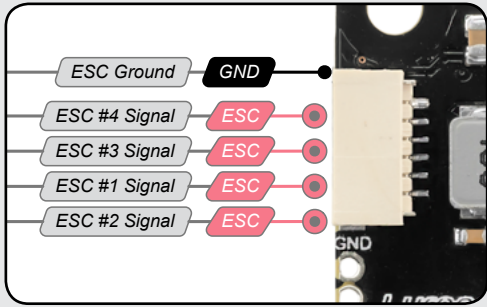 ESC Ground GND
ESC #4 Signal ESC
ESC #3 Signal ESC
ESC #1 Signal ESC
ESC #2 Signal ESC
GND